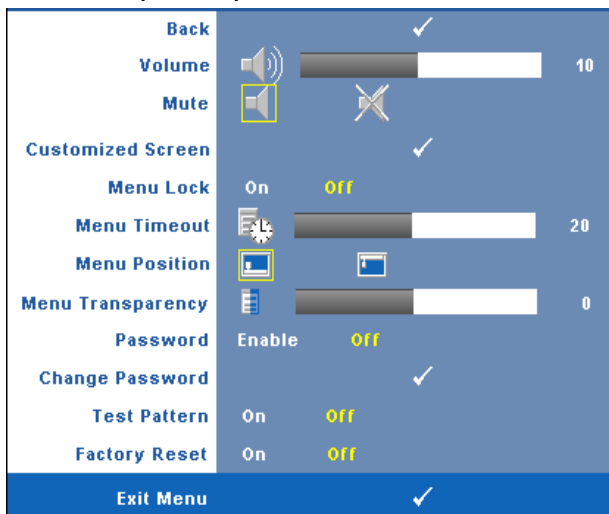 Back
Volume 10
Mute
Customized Screen
Menu Lock On Off
Menu Timeout 20
Menu Position
Menu Transparency 0
Password Enable Off
Change Password
Test Pattern On Off
Factory Reset On Off
Exit Menu